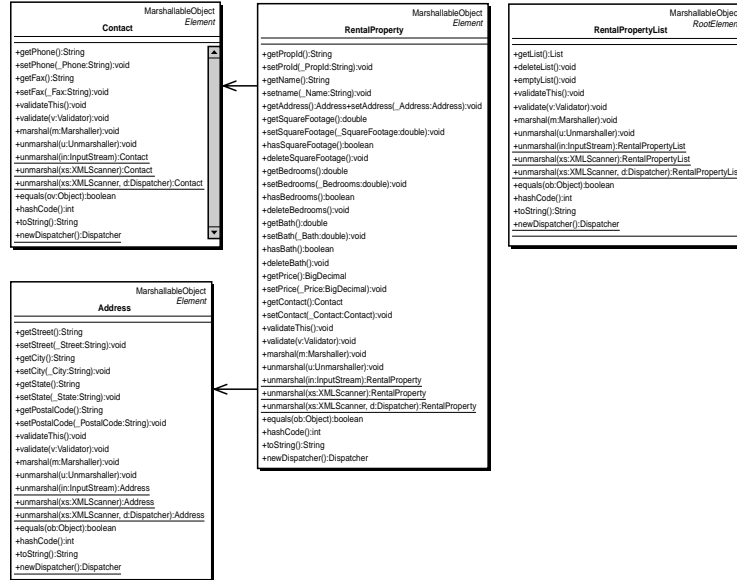 MarshallableObject
Element
Contact
+getPhone():String
+setPhone(_Phone:String):void
+getFax():String
+setFax(_Fax:String):void
+validateThis():void
+validate(v:Validator):void
+marshal(m:Marshaller):void
+unmarshal(u:Unmarshaller):void
+unmarshal(in:InputStream):Contact
+unmarshal(xs:XMLScanner):Contact
+unmarshal(xs:XMLScanner, d:Dispatcher):Contact
+equals(ov:Object):boolean
+hashCode():int
+toString():String
+newDispatcher():Dispatcher
MarshallableObject
Element
Address
+getStreet():String
+setStreet(_Street:String):void
+getCity():String
+setCity(_City:String):void
+getState():String
+setState(_State:String):void
+getPostalCode():String
+setPostalCode(_PostalCode:String):void
+validateThis():void
+validate(v:Validator):void
+marshal(m:Marshaller):void
+unmarshal(u:Unmarshaller):void
+unmarshal(in:InputStream):Address
+unmarshal(xs:XMLScanner):Address
+unmarshal(xs:XMLScanner, d:Dispatcher):Address
+equals(ob:Object):boolean
+hashCode():int
+toString():String
+newDispatcher():Dispatcher
MarshallableObject
Element
RentalProperty
+getPropId():String
+setProId(_PropId:String):void
+getName():String
+setname(_Name:String):void
+getAddress():Address+setAddress(_Address:Address):void
+getSquareFootage():double
+setSquareFootage(_SquareFootage:double):void
+hasSquareFootage():boolean
+deleteSquareFootage():void
+getBedrooms():double
+setBedrooms(_Bedrooms:double):void
+hasBedrooms():boolean
+deleteBedrooms():void
+getBath():double
+setBath(_Bath:double):void
+hasBath():boolean
+deleteBath():void
+getPrice():BigDecimal
+setPrice(_Price:BigDecimal):void
+getContact():Contact
+setContact(_Contact:Contact):void
+validateThis():void
+validate(v:Validator):void
+marshal(m:Marshaller):void
+unmarshal(u:Unmarshaller):void
+unmarshal(in:InputStream):RentalProperty
+unmarshal(xs:XMLScanner):RentalProperty
+unmarshal(xs:XMLScanner, d:Dispatcher):RentalProperty
+equals(ob:Object):boolean
+hashCode():int
+toString():String
+newDispatcher():Dispatcher
MarshallableObject
RootElemen
RentalPropertyList
+getList():List
+deleteList():void
+emptyList():void
+validateThis():void
+validate(v:Validator):void
+marshal(m:Marshaller):void
+unmarshal(u:Unmarshaller):void
+unmarshal(in:InputStream):RentalPropertyList
+unmarshal(xs:XMLScanner):RentalPropertyList
+unmarshal(xs:XMLScanner, d:Dispatcher):RentalPropertyList
+equals(ob:Object):boolean
+hashCode():int
+toString():String
+newDispatcher():Dispatcher